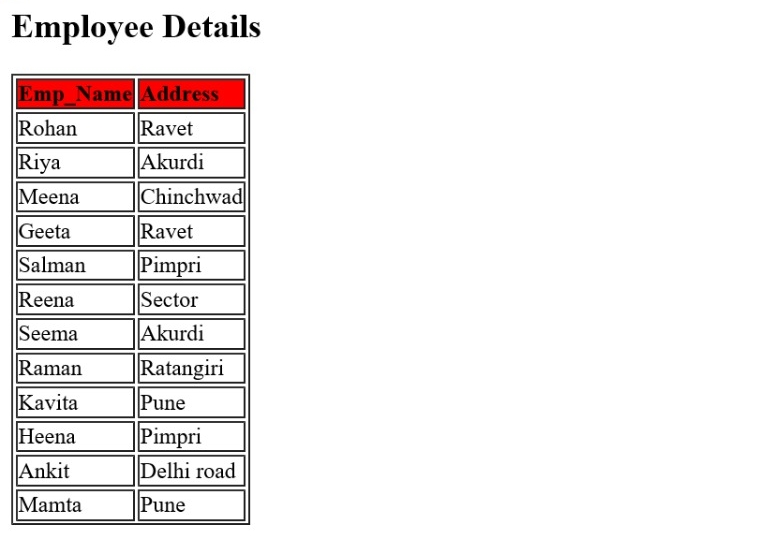 Employee Details
Emp_Name Address
Rohan Ravet
Riya Akurdi
Meena Chinchwad
Geeta Ravet
Salman Pimpri
Reena Sector
Seema Akurdi
Raman Ratangiri
Kavita Pune
Heena Pimpri
Ankit Delhi road
Mamta Pune